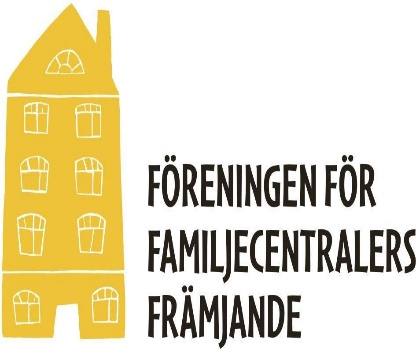 FÖRENINGEN FÖR
FAMILJECENTRALERS
FRÄMJANDE